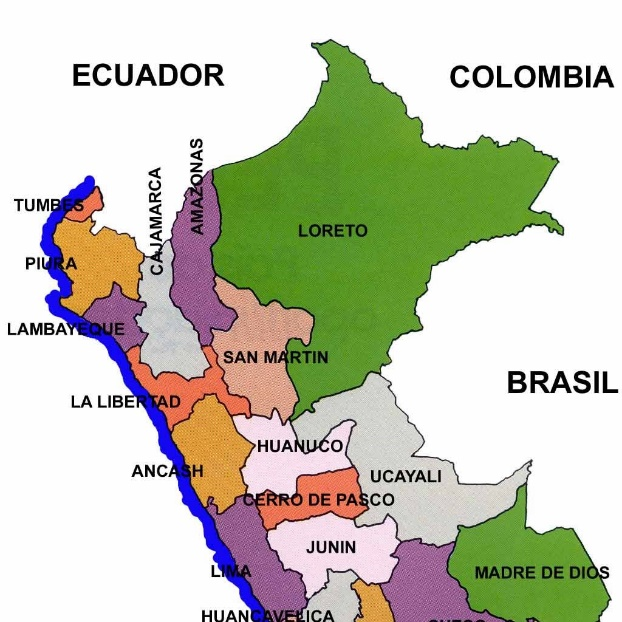 ECUADOR
COLOMBIA
AMAZONAS
CAJAMARCA
TUMBES
LORETO
PIURA
LAMBAYEQUE
SAN MARTIN
BRASIL
LA LIBERTAD
HUANUCO
ANCASH
UCAYALI
CERRO DE PASCO
JUNIN
LIMA
MADRE DE DIOS
HUANCAVELICA